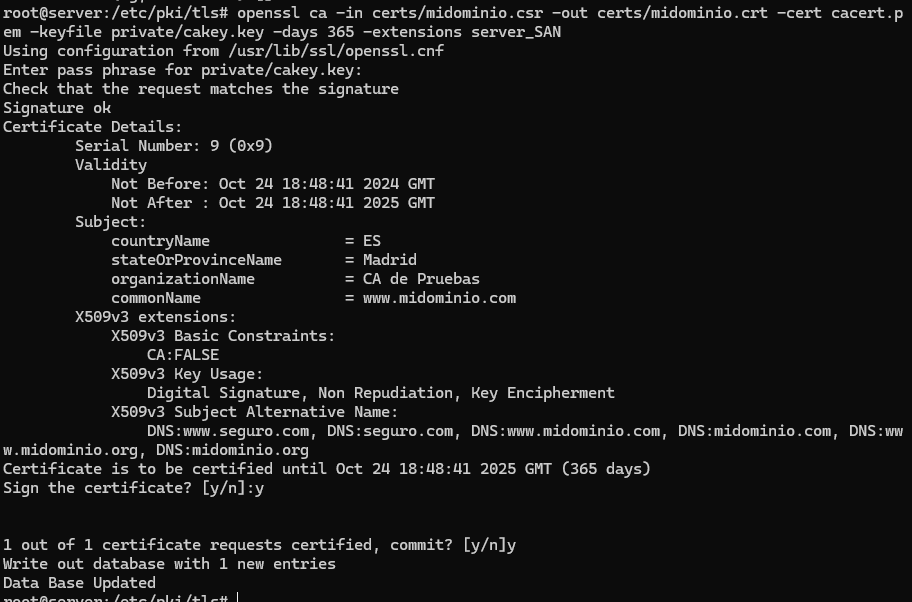 root@server:/etc/pki/tls# openssl ca -in certs/midominio.csr -out certs/midominio.crt -cert cacert.p
em -keyfile private/cakey.key -days 365 -extensions server_SAN
Using configuration from /usr/lib/ssl/openssl.cnf
Enter pass phrase for private/cakey.key:
Check that the request matches the signature
Signature ok
Certificate Details:
        Serial Number: 9 (0x9)
        Validity
            Not Before: Oct 24 18:48:41 2024 GMT
            Not After : Oct 24 18:48:41 2025 GMT
        Subject:
            countryName               = ES
            stateOrProvinceName       = Madrid
            organizationName          = CA de Pruebas
            commonName                = www.midominio.com
        X509v3 extensions:
            X509v3 Basic Constraints:
                CA:FALSE
            X509v3 Key Usage:
                Digital Signature, Non Repudiation, Key Encipherment
            X509v3 Subject Alternative Name:
                DNS:www.seguro.com, DNS:seguro.com, DNS:www.midominio.com, DNS:midominio.com, DNS:ww
w.midominio.org, DNS:midominio.org
Certificate is to be certified until Oct 24 18:48:41 2025 GMT (365 days)
Sign the certificate? [y/n]:y
1 out of 1 certificate requests certified, commit? [y/n]y
Write out database with 1 new entries
Data Base Updated
root@server:/etc/pki/tls#